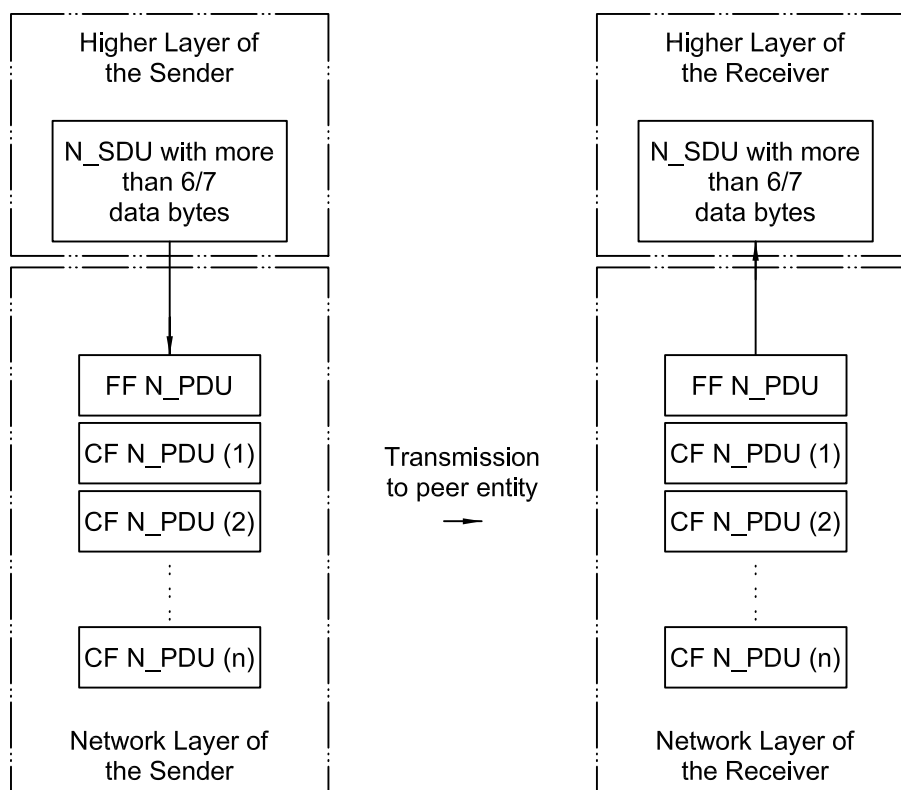 Higher Layer of
the Sender
N_SDU with more
than 6/7
data bytes
FF N_PDU
CF N_PDU (1)
CF N_PDU (2)
CF N_PDU (n)
Network Layer of
the Sender
Transmission
to peer entity
Higher Layer of
the Receiver
N_SDU with more
than 6/7
data bytes
FF N_PDU
CF N_PDU (1)
CF N_PDU (2)
CF N_PDU (n)
Network Layer of
the Receiver